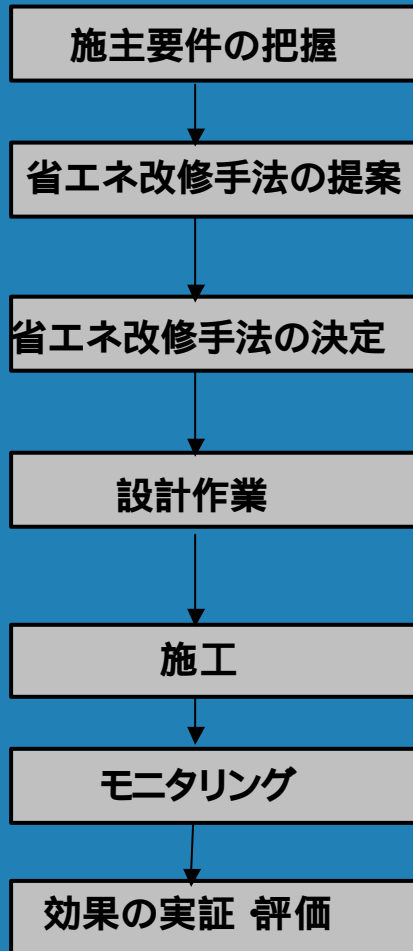 施主要件の把握
省エネ改修手法の提案
省エネ改修手法の決定
設計作業
施工
モニタリング
効果の実証・評価